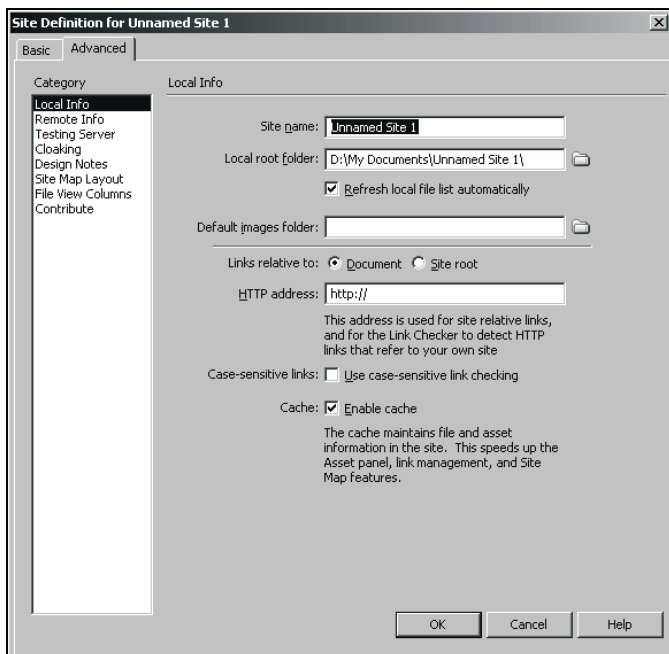 Site Definition for Unnamed Site 1
Basic
Advanced
Category
Local Info
Remote Info
Testing Server
Cloaking
Design Notes
Site Map Layout
File View Columns
Contribute
Local Info
Site name: Unnamed Site 1
Local root folder: D:\My Documents\Unnamed Site 1\
Refresh local file list automatically
Default images folder:
Links relative to: Document Site root
HTTP address: http://
This address is used for site relative links,
and for the Link Checker to detect HTTP
links that refer to your own site
Case-sensitive links: Use case-sensitive link checking
Cache: Enable cache
The cache maintains file and asset
information in the site. This speeds up the
Asset panel, link management, and Site
Map features.
OK
Cancel
Help